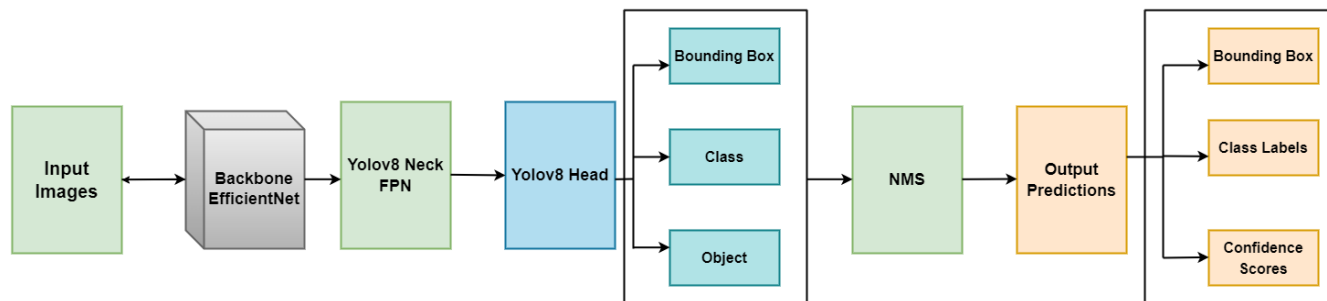 Input
Images
Backbone
EfficientNet
Yolov8 Neck
FPN
Yolov8 Head
Bounding Box
Class
Object
NMS
Output
Predictions
Bounding Box
Class Labels
Confidence
Scores